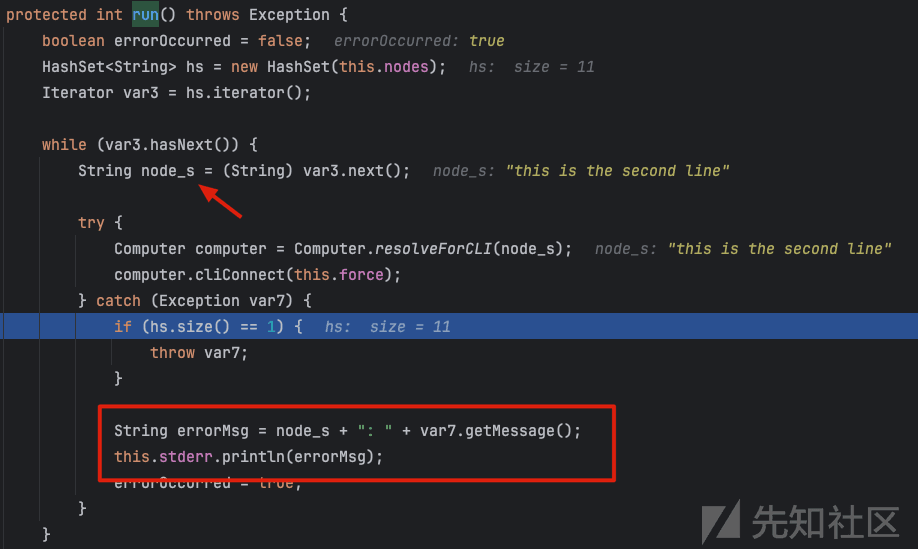 protected int run() throws Exception {
    boolean errorOccurred = false;   errorOccurred: true
    HashSet<String> hs = new HashSet(this.nodes);   hs:  size = 11
    Iterator var3 = hs.iterator();
    while (var3.hasNext()) {
        String node_s = (String) var3.next();   node_s: "this is the second line"
        try {
            Computer computer = Computer.resolveForCLI(node_s);   node_s: "this is the second line"
            computer.cliConnect(this.force);
        } catch (Exception var7) {
            if (hs.size() == 1) {   hs:  size = 11
                throw var7;
            }
            String errorMsg = node_s + ": " + var7.getMessage();
            this.stderr.println(errorMsg);
            errorOccurred = true;
        }
    }
先知社区